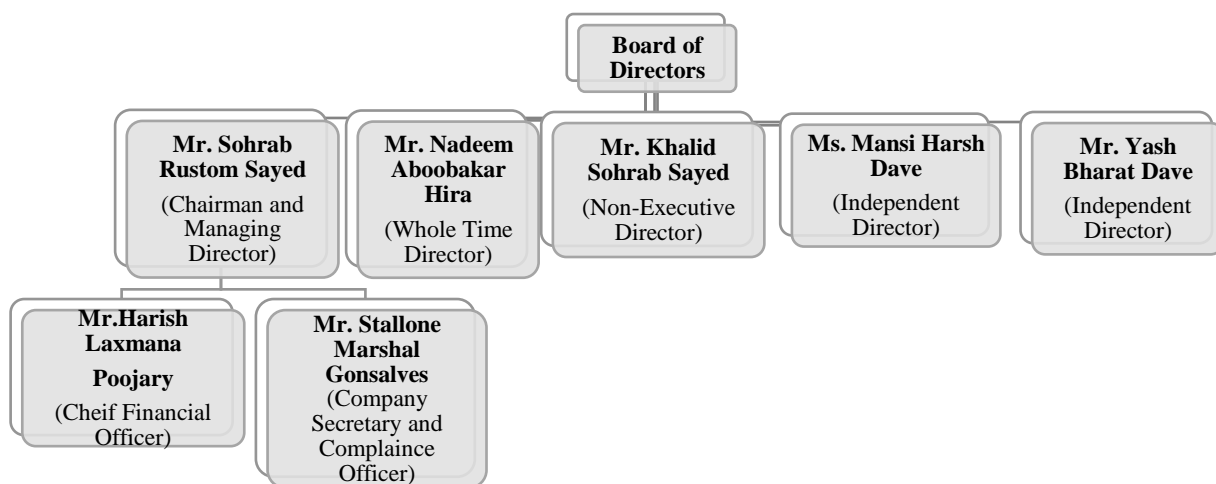 Board of
Directors
Mr. Sohrab
Rustom Sayed
(Chairman and
Managing
Director)
Mr. Nadeem
Aboobakar
Hira
(Whole Time
Director)
Mr. Khalid
Sohrab Sayed
(Non-Executive
Director)
Ms. Mansi Harsh
Dave
(Independent
Director)
Mr. Yash
Bharat Dave
(Independent
Director)
Mr.Harish
Laxmana
Poojary
(Cheif Financial
Officer)
Mr. Stallone
Marshal
Gonsalves
(Company
Secretary and
Complaince
Officer)